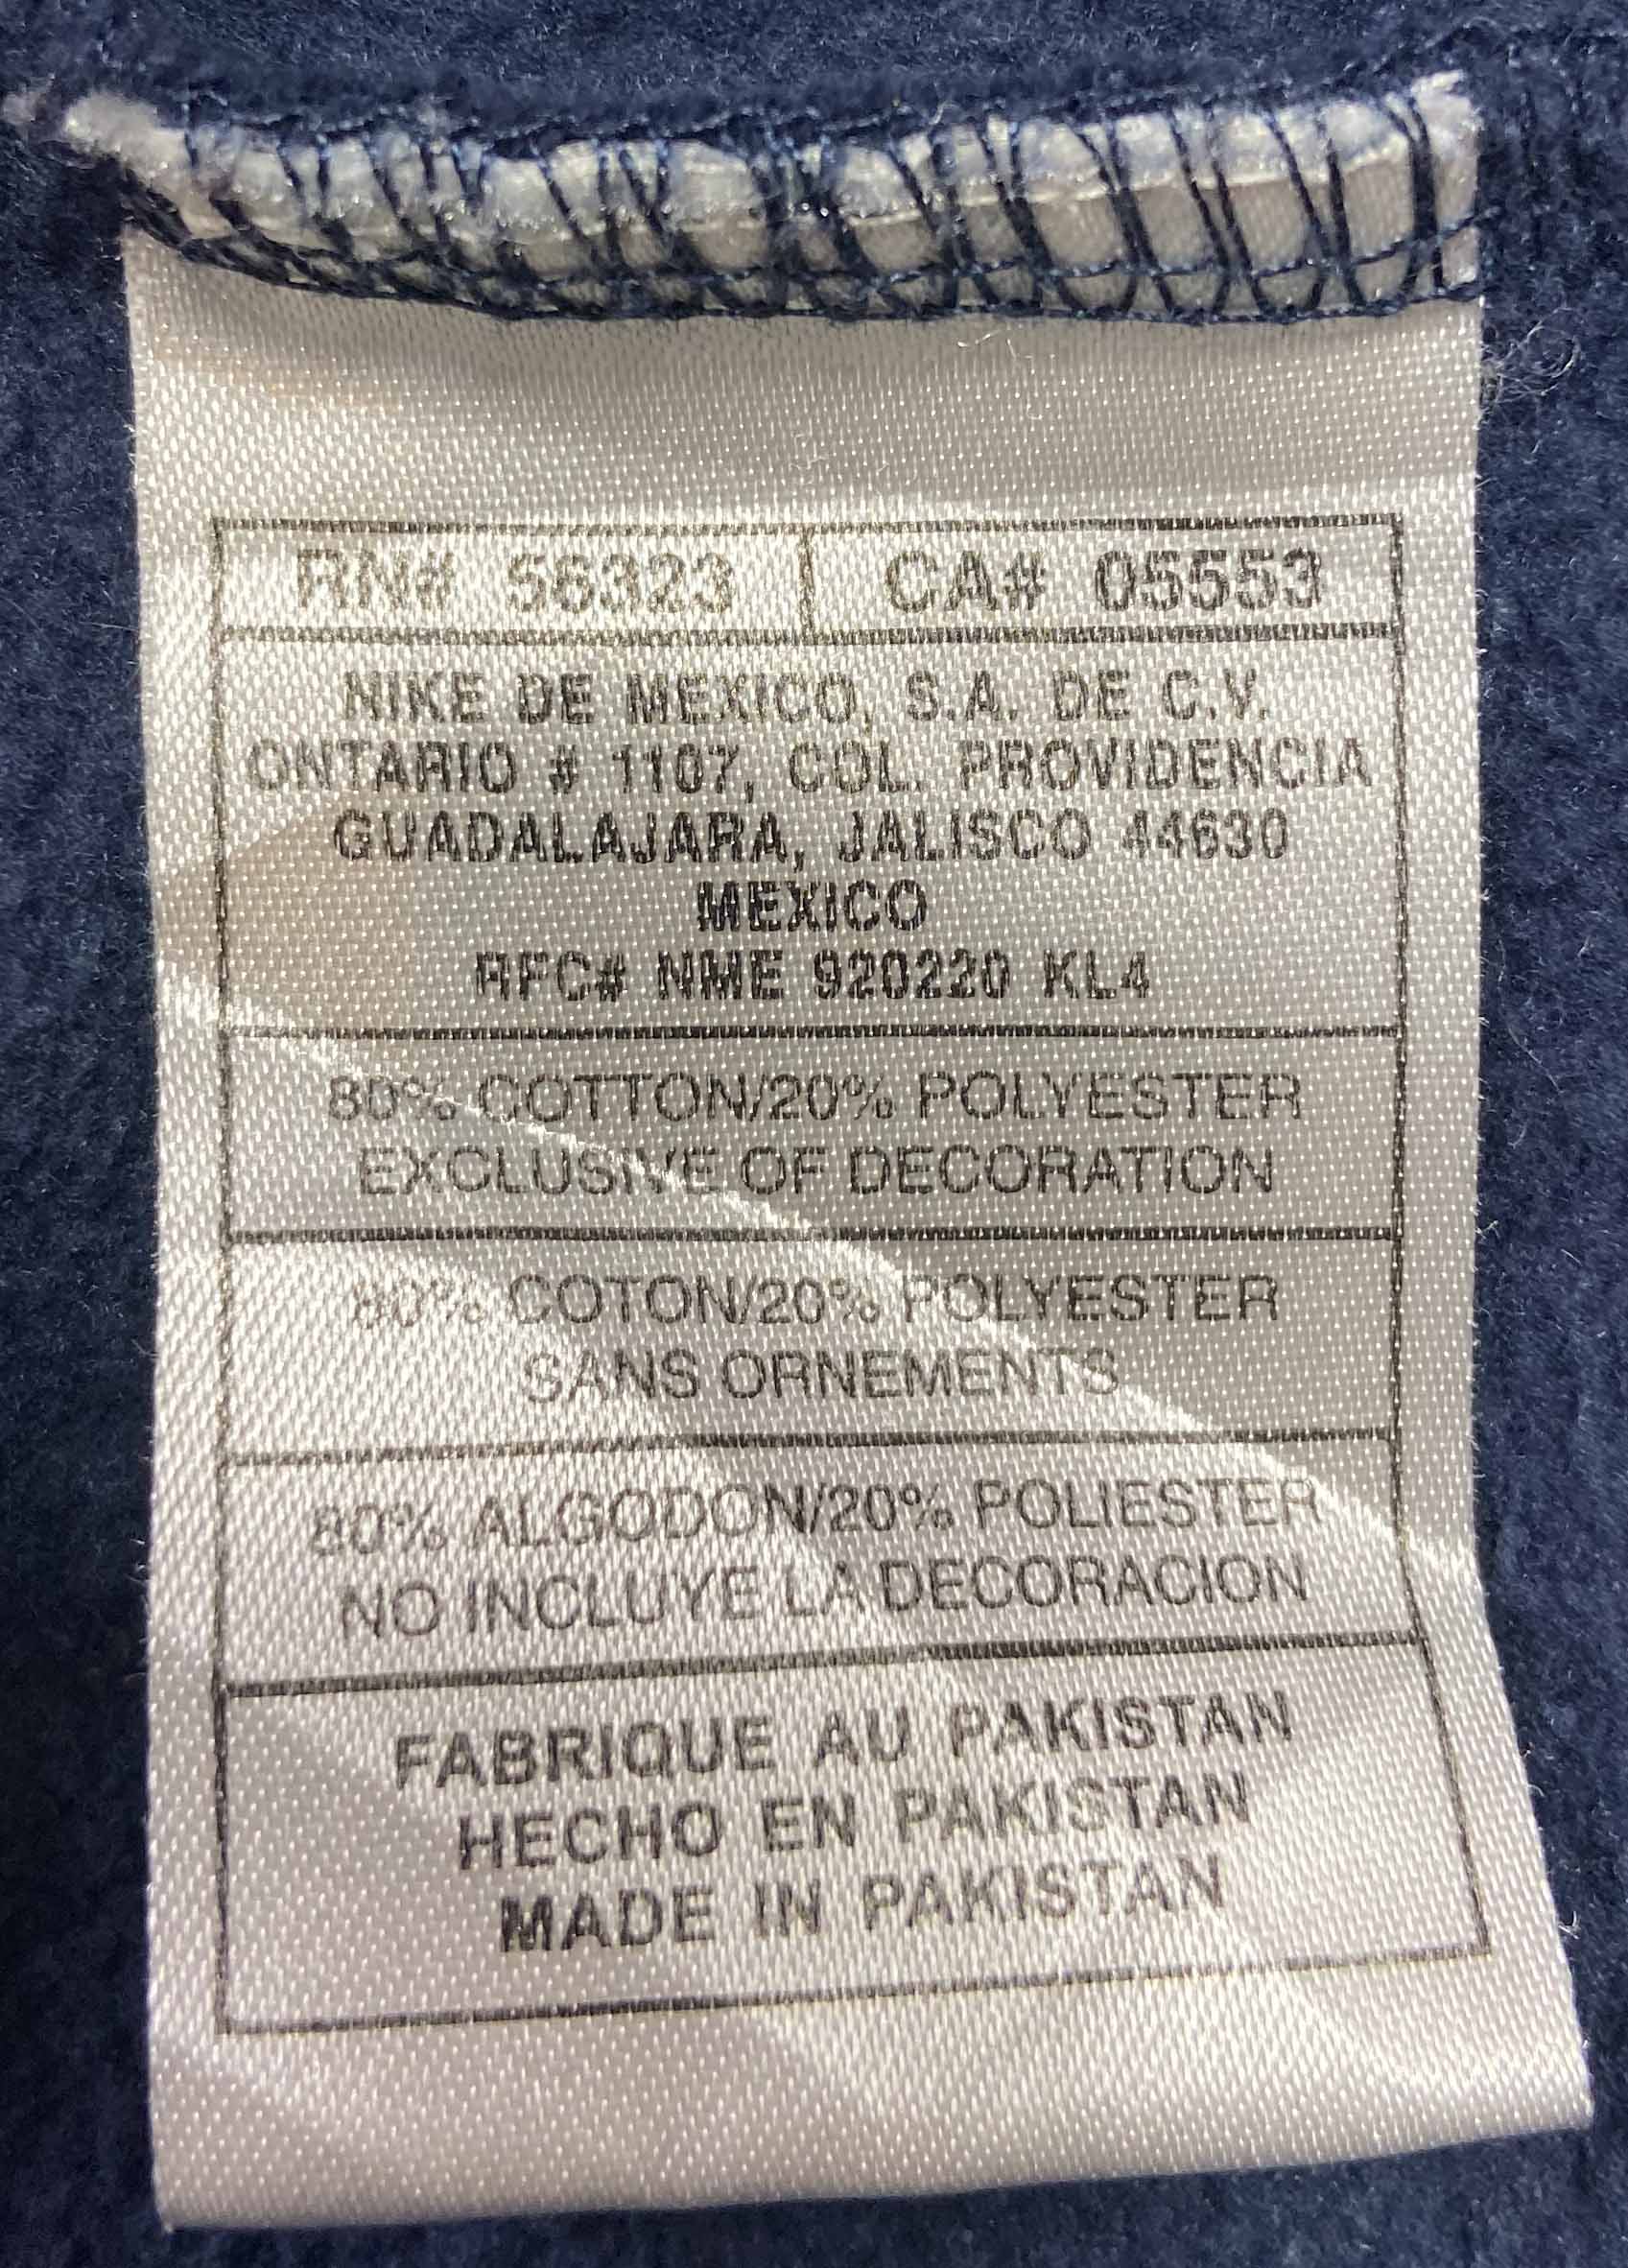 RN# 56323 CA# 05553
NIKE DE MEXICO, S.A. DE C.V.
ONTARIO # 1107, COL. PROVIDENCIA
GUADALAJARA, JALISCO 44630
MEXICO
RFC# NME 920220 KL4
80% COTTON/20% POLYESTER
EXCLUSIVE OF DECORATION
80% COTON/20% POLYESTER
SANS ORNEMENTS
80% ALGODON/20% POLIESTER
NO INCLUYE LA DECORACION
FABRIQUE AU PAKISTAN
HECHO EN PAKISTAN
MADE IN PAKISTAN